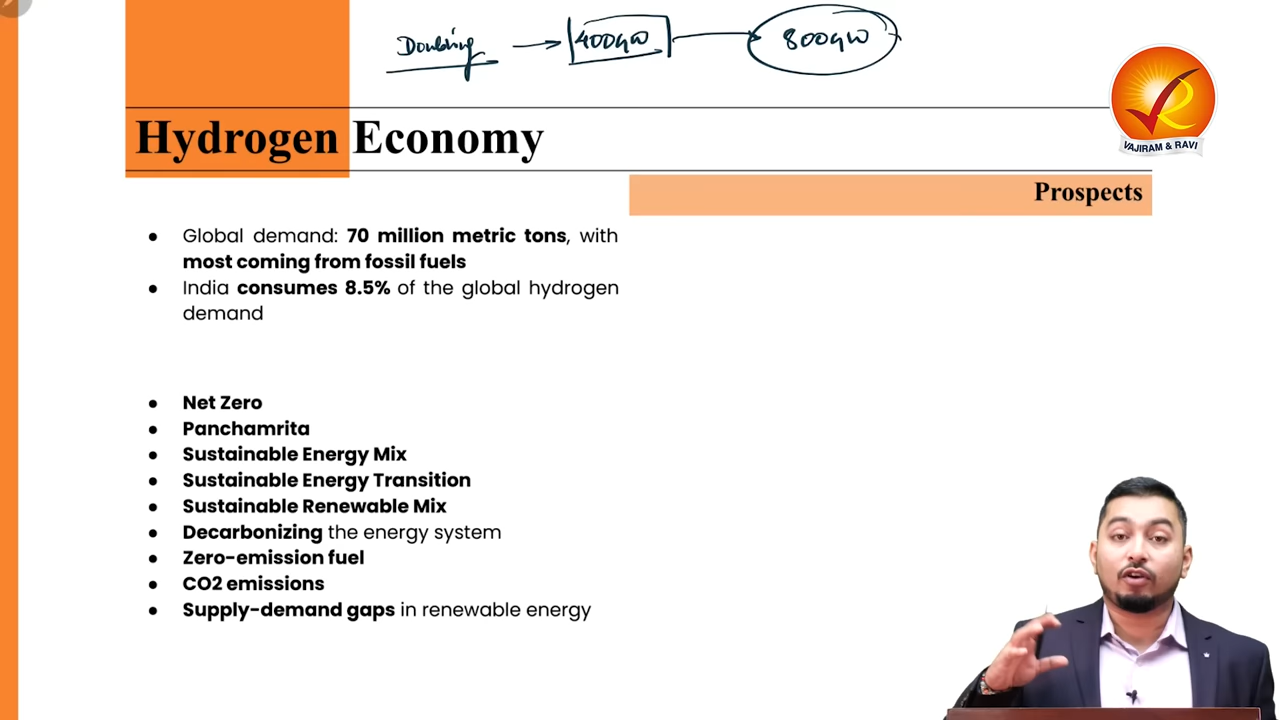 Doubling → 400GW → 800GW
Hydrogen Economy
VAJIRAM & RAVI
Prospects
● Global demand: 70 million metric tons, with
most coming from fossil fuels
● India consumes 8.5% of the global hydrogen
demand
● Net Zero
● Panchamrita
● Sustainable Energy Mix
● Sustainable Energy Transition
● Sustainable Renewable Mix
● Decarbonizing the energy system
● Zero-emission fuel
● CO2 emissions
● Supply-demand gaps in renewable energy